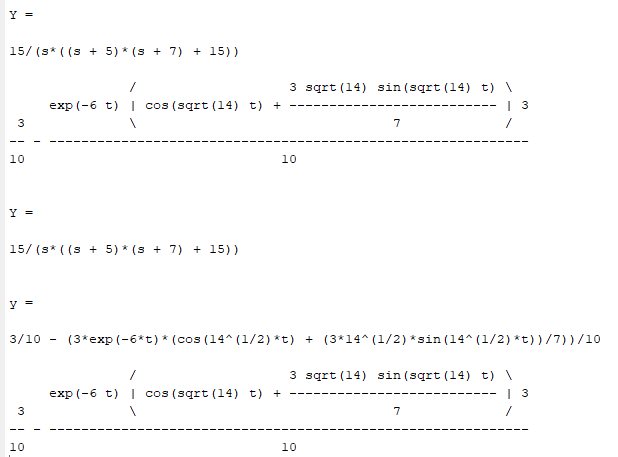 Y =
15/(s*((s + 5)*(s + 7) + 15))
/ 3 sqrt(14) sin(sqrt(14) t) \
exp(-6 t) | cos(sqrt(14) t) + -------------------------- | 3
3 \ 7 /
-- - ------------------------------------------------------------
10 10
Y =
15/(s*((s + 5)*(s + 7) + 15))
y =
3/10 - (3*exp(-6*t)*(cos(14^(1/2)*t) + (3*14^(1/2)*sin(14^(1/2)*t))/7))/10
/ 3 sqrt(14) sin(sqrt(14) t) \
exp(-6 t) | cos(sqrt(14) t) + -------------------------- | 3
3 \ 7 /
-- - ------------------------------------------------------------
10 10